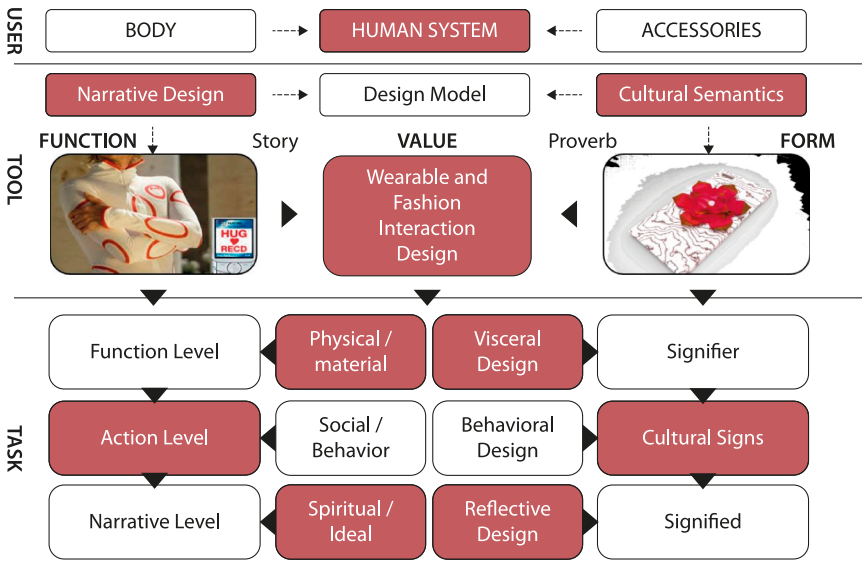 USER
BODY
HUMAN SYSTEM
ACCESSORIES
TOOL
Narrative Design
Design Model
Cultural Semantics
FUNCTION
Story
VALUE
Proverb
FORM
HUG
RECD
Wearable and
Fashion
Interaction
Design
TASK
Function Level
Physical /
material
Visceral
Design
Signifier
Action Level
Social /
Behavior
Behavioral
Design
Cultural Signs
Narrative Level
Spiritual /
Ideal
Reflective
Design
Signified